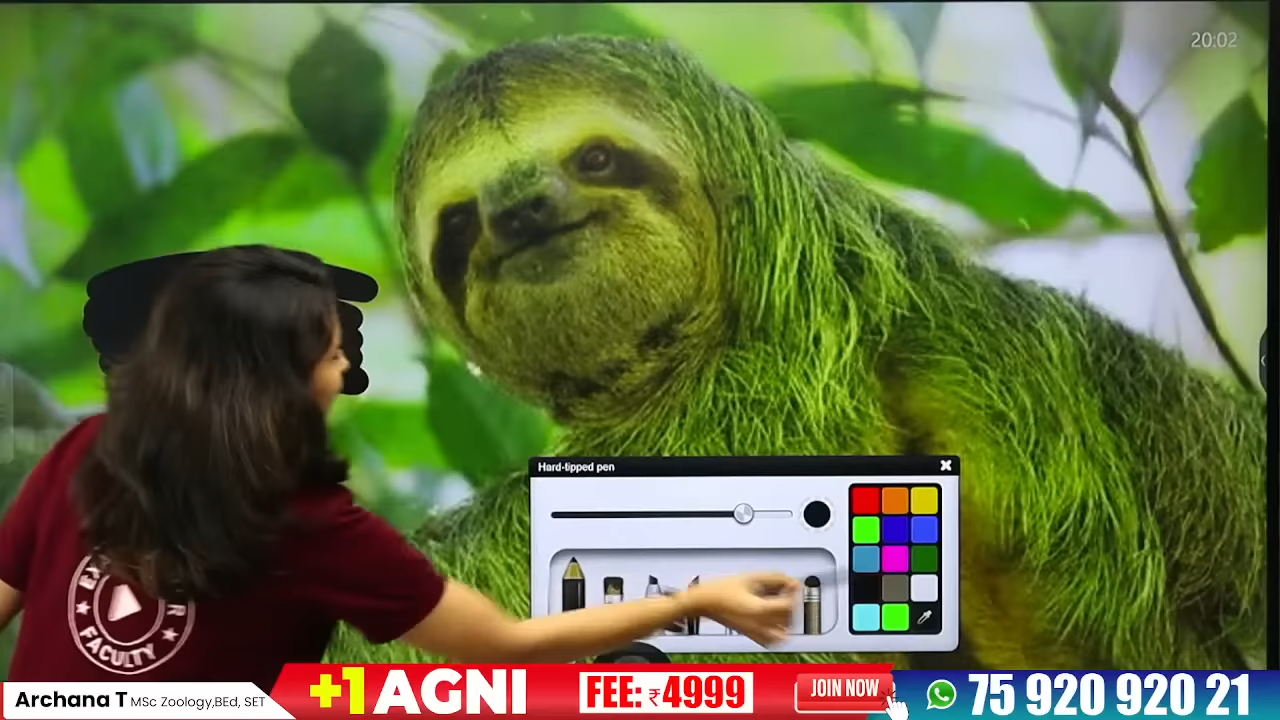 20:02
Hard-tipped pen
FACULTY
Archana T MSc Zoology,BEd, SET
+1 AGNI
FEE: ₹4999
JOIN NOW
75 920 920 21